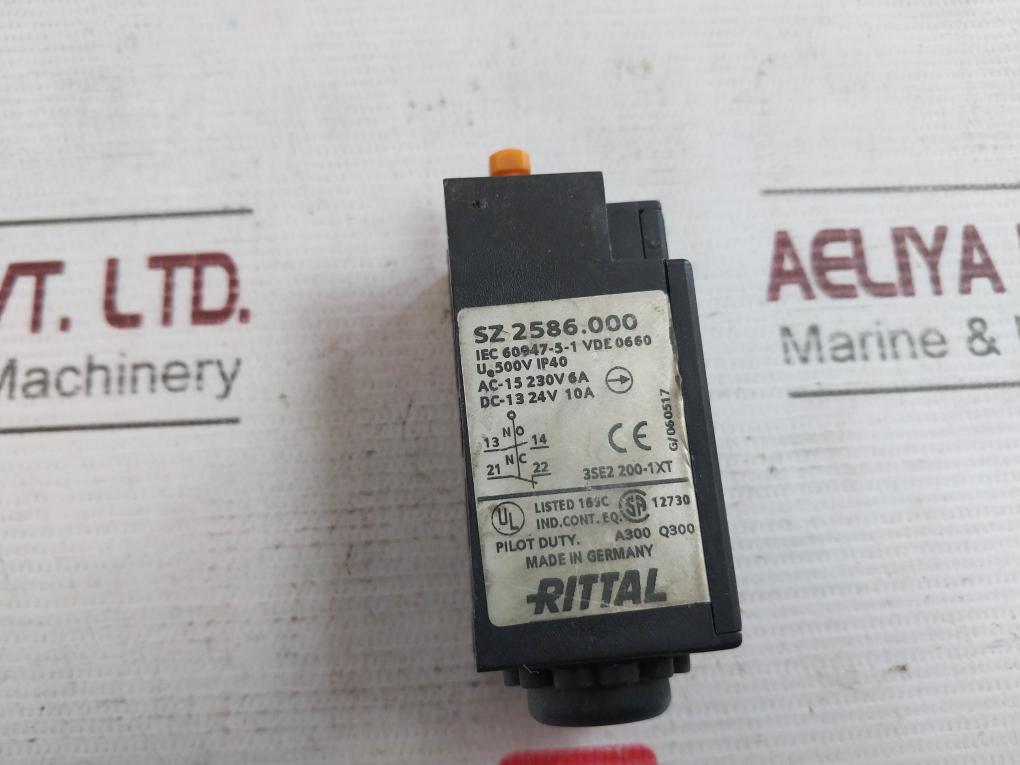 VT. LTD.
Machinery
AELIYA
Marine &
SZ 2586.000
IEC 60947-5-1 VDE 0660
Ue 500V IP40
AC-15 230V 6A
DC-13 24V 10A
NO
13 14
NC
21 22
CE
G/060517
3SE2 200-1XT
UL LISTED 165C SA 12730
IND.CONT.EQ.
PILOT DUTY. A300 Q300
MADE IN GERMANY
RITTAL